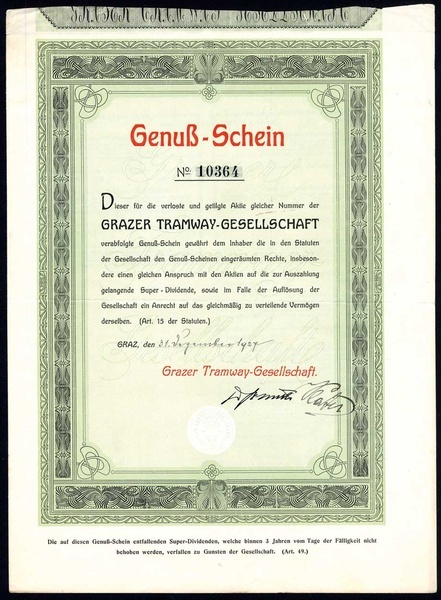 Genuß-Schein
No. 10364
Dieser für die verloste und getilgte Aktie gleicher Nummer der
GRAZER TRAMWAY-GESELLSCHAFT
verabfolgte Genuß-Schein gewährt dem Inhaber die in den Statuten
der Gesellschaft den Genuß-Scheinen eingeräumten Rechte, insbeson-
dere einen gleichen Anspruch mit den Aktien auf die zur Auszahlung
gelangende Super-Dividende, sowie im Falle der Auflösung der
Gesellschaft ein Anrecht auf das gleichmäßig zu verteilende Vermögen
derselben. (Art. 15 der Statuten.)
GRAZ, den 31. Dezember 1927
Grazer Tramway-Gesellschaft.
Die auf diesen Genuß-Schein entfallenden Super-Dividenden, welche binnen 3 Jahren vom Tage der Fälligkeit nicht
behoben werden, verfallen zu Gunsten der Gesellschaft. (Art. 49.)